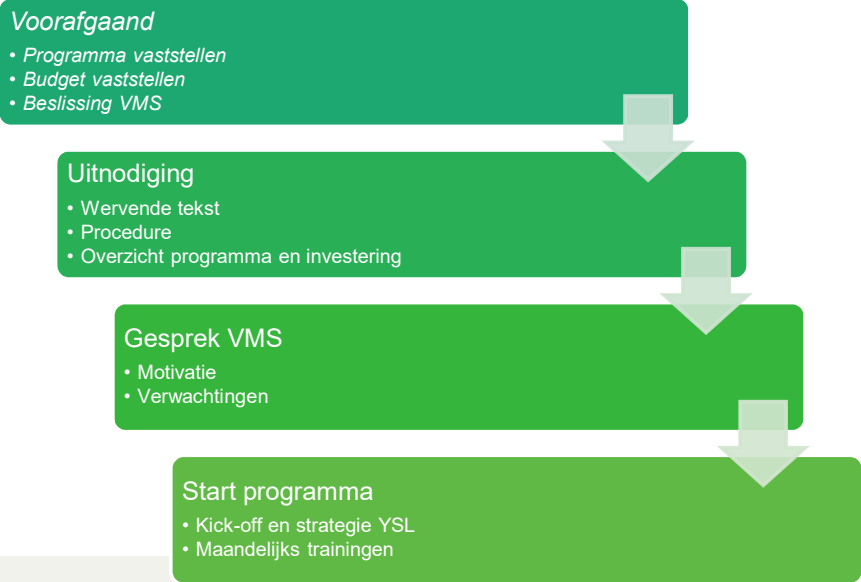 Voorafgaand
• Programma vaststellen
• Budget vaststellen
• Beslissing VMS
Uitnodiging
• Wervende tekst
• Procedure
• Overzicht programma en investering
Gesprek VMS
• Motivatie
• Verwachtingen
Start programma
• Kick-off en strategie YSL
• Maandelijks trainingen